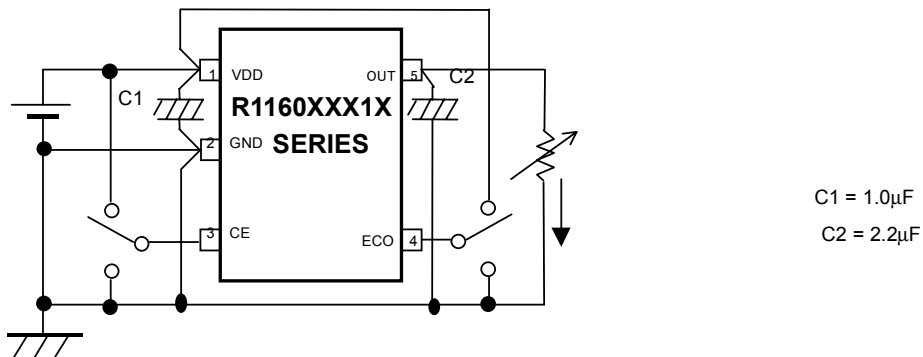 1 VDD OUT 5 C2
C1
R1160XXX1X
2 GND SERIES
3 CE ECO 4
C1 = 1.0μF
C2 = 2.2μF